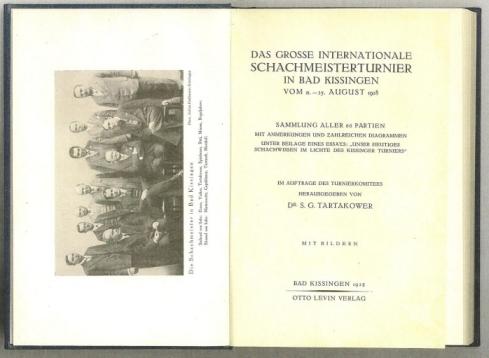 Die Schachmeister in Bad Kissingen
DAS GROSSE INTERNATIONALE
SCHACHMEISTERTURNIER
IN BAD KISSINGEN
VOM 11.–25. AUGUST 1928
SAMMLUNG ALLER 66 PARTIEN
MIT ANMERKUNGEN UND ZAHLREICHEN DIAGRAMMEN
UNTER BEILAGE EINES ESSAYS: „UNSER HEUTIGES
SCHACHWISSEN IM LICHTE DES KISSINGER TURNIERS“
IM AUFTRAGE DES TURNIERKOMITEES
HERAUSGEGEBEN VON
DR. S. G. TARTAKOWER
MIT BILDERN
BAD KISSINGEN 1928
OTTO LEVIN VERLAG